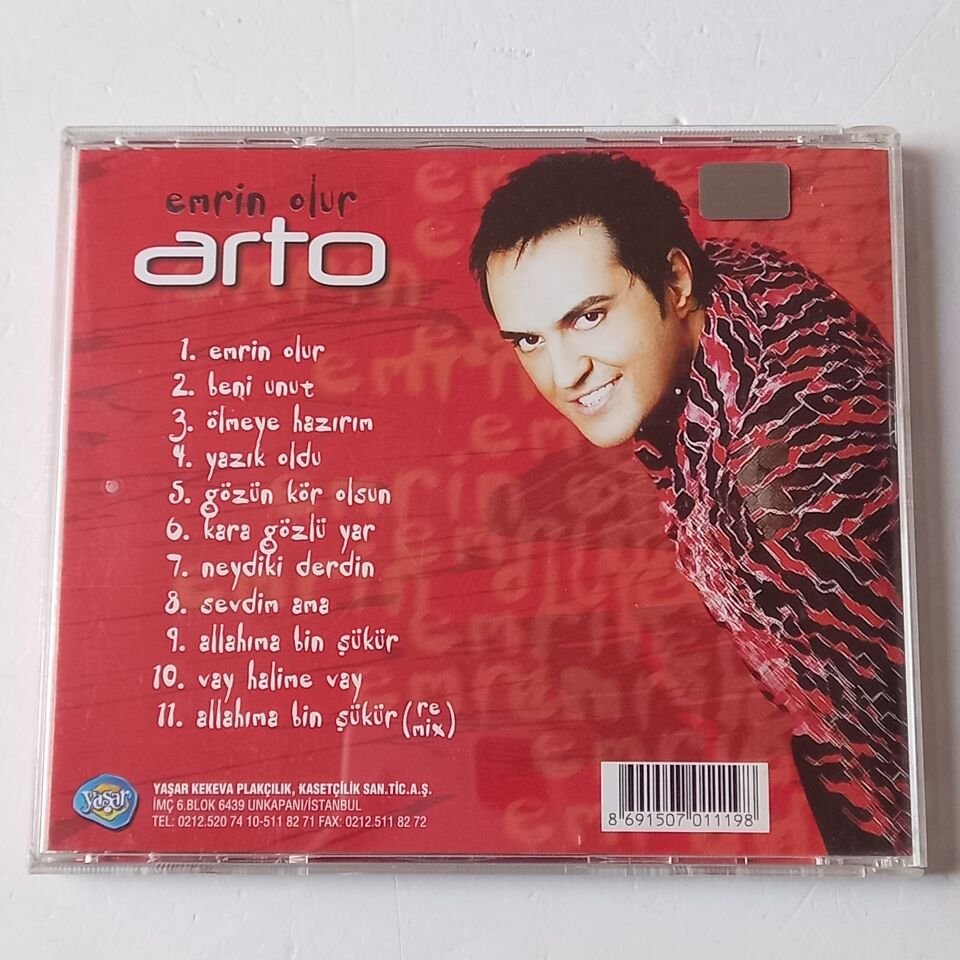 emrin olur
arto
1. emrin olur
2. beni unut
3. ölmeye hazırım
4. yazık oldu
5. gözün kör olsun
6. kara gözlü yar
7. neydiki derdin
8. sevdim ama
9. allahıma bin şükür
10. vay halime vay
11. allahıma bin şükür (re mix)
yaşar
YAŞAR KEKEVA PLAKÇILIK, KASETÇİLİK SAN.TİC.A.Ş.
İMÇ 6.BLOK 6439 UNKAPANI/İSTANBUL
TEL: 0212.520 74 10-511 82 71 FAX: 0212.511 82 72
8 691507 011198